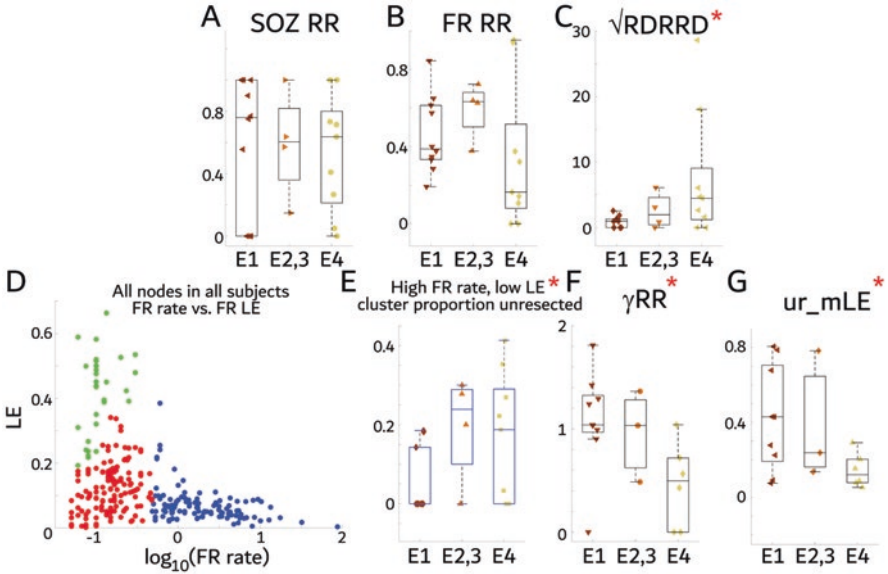 A
SOZ RR
0.8
0.4
0
E1 E2,3 E4
B
FR RR
0.8
0.4
0
E1 E2,3 E4
C
√RDRRD*
30
20
10
0
E1 E2,3 E4
D
All nodes in all subjects
FR rate vs. FR LE
LE
0.6
0.4
0.2
0
-1 0 1 2
log₁₀(FR rate)
E
High FR rate, low LE *
cluster proportion unresected
0.4
0.2
0
E1 E2,3 E4
F
γRR*
2
1
0
E1 E2,3 E4
G
ur_mLE*
0.8
0.4
0
E1 E2,3 E4